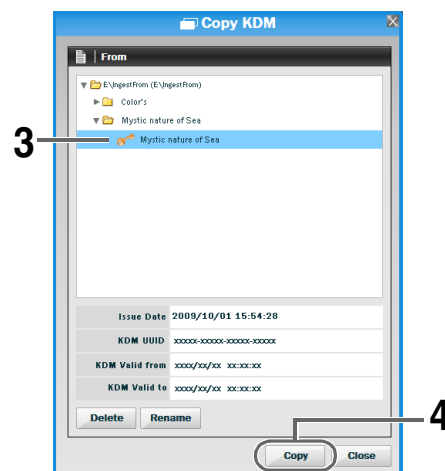 Copy KDM
From
E\IngestFrom (E\IngestFrom)
Color's
Mystic nature of Sea
3
Mystic nature of Sea
Issue Date 2009/10/01 15:54:28
KDM UUID xxxxx-xxxxx-xxxxx-xxxxx
KDM Valid from xxxx/xx/xx xx:xx:xx
KDM Valid to xxxx/xx/xx xx:xx:xx
Delete Rename
4
Copy Close